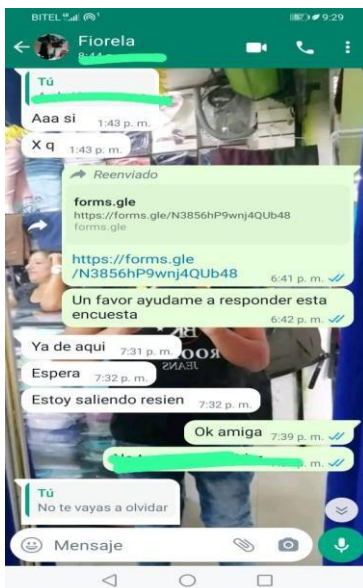 BITEL
9:29
Fiorela
Tú
Aaa si
1:43 p. m.
X q
1:43 p. m.
Reenviado
forms.gle
https://forms.gle/N3856hP9wnj4QUb48
forms.gle
https://forms.gle
/N3856hP9wnj4QUb48
6:41 p. m.
Un favor ayudame a responder esta
encuesta
6:42 p. m.
Ya de aqui
7:31 p. m.
Espera
7:32 p. m.
Estoy saliendo resien
7:32 p. m.
Ok amiga
7:39 p. m.
p. m.
JEANS
Tú
No te vayas a olvidar
Mensaje